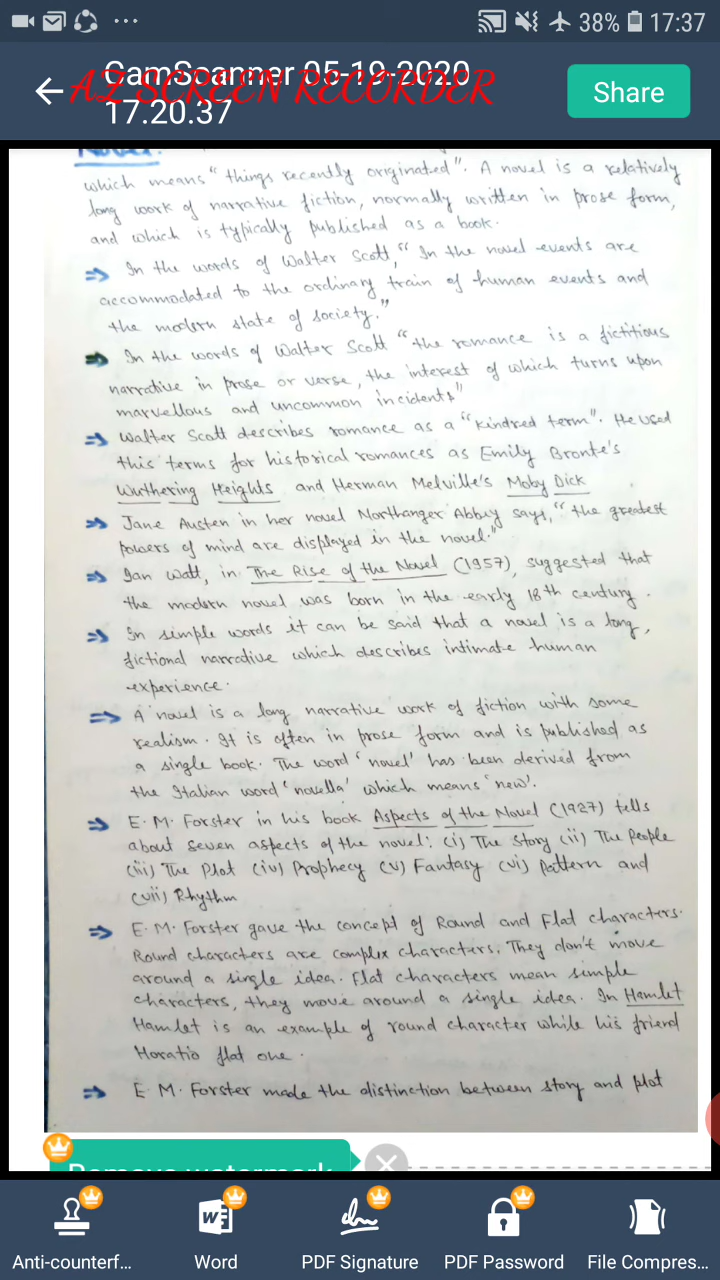 38% 17:37
CamScanner 05-19-2020
17.20.37
AZ SCREEN RECORDER
Share
Novel:
which means "things recently originated". A novel is a relatively
long work of narrative fiction, normally written in prose form,
and which is typically published as a book.
⇒ In the words of Walter Scott, "In the novel events are
accommodated to the ordinary train of human events and
the modern state of society."
⇒ In the words of Walter Scott "the romance is a fictitious
narrative in prose or verse, the interest of which turns upon
marvellous and uncommon incidents"
⇒ Walter Scott describes romance as a "kindred term". He used
this terms for historical romances as Emily Bronte's
Wurthering Heights and Herman Melville's Moby Dick
⇒ Jane Austen in her novel Northanger Abbey says, "the greatest
powers of mind are displayed in the novel."
⇒ Ian Watt, in The Rise of the Novel (1957), suggested that
the modern novel was born in the early 18th century.
⇒ In simple words it can be said that a novel is a long,
fictional narrative which describes intimate human
experience.
⇒ A novel is a long narrative work of fiction with some
realism. It is often in prose form and is published as
a single book. The word 'novel' has been derived from
the Italian word 'novella' which means 'new'.
⇒ E. M. Forster in his book Aspects of the Novel (1927) tells
about seven aspects of the novel: (i) The Story (ii) The People
(iii) The Plot (iv) Prophecy (v) Fantasy (vi) Pattern and
(vii) Rhythm
⇒ E. M. Forster gave the concept of Round and Flat characters.
Round characters are complex characters. They don't move
around a single idea. Flat characters mean simple
characters, they move around a single idea. In Hamlet
Hamlet is an example of round character while his friend
Horatio flat one.
⇒ E. M. Forster made the distinction between story and plot
Remove watermark
Anti-counterf... Word PDF Signature PDF Password File Compres...